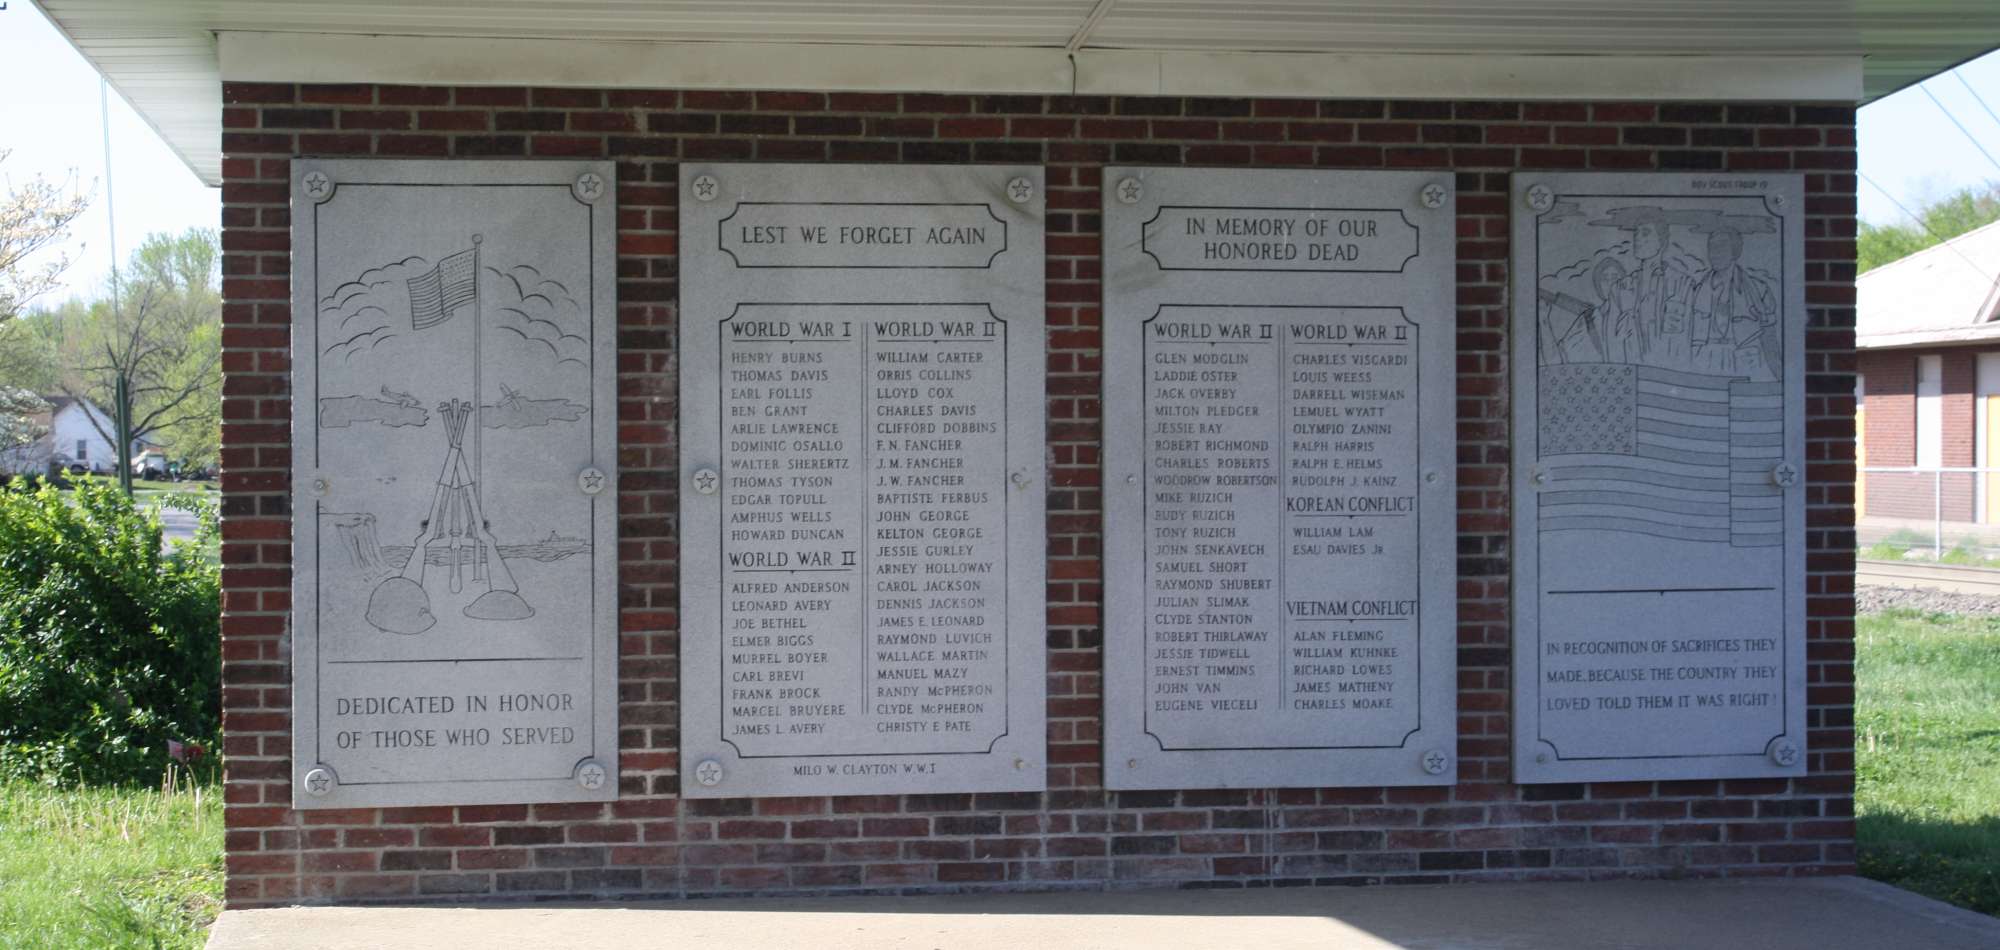 DEDICATED IN HONOR
OF THOSE WHO SERVED
LEST WE FORGET AGAIN
WORLD WAR I
HENRY BURNS
THOMAS DAVIS
EARL FOLLIS
BEN GRANT
ARLIE LAWRENCE
DOMINIC OSALLO
WALTER SHERERTZ
THOMAS TYSON
EDGAR TOPULL
AMPHUS WELLS
HOWARD DUNCAN
WORLD WAR II
ALFRED ANDERSON
LEONARD AVERY
JOE BETHEL
ELMER BIGGS
MURREL BOYER
CARL BREVI
FRANK BROCK
MARCEL BRUYERE
JAMES L. AVERY
WORLD WAR II
WILLIAM CARTER
ORRIS COLLINS
LLOYD COX
CHARLES DAVIS
CLIFFORD DOBBINS
F. N. FANCHER
J. M. FANCHER
J. W. FANCHER
BAPTISTE FERBUS
JOHN GEORGE
KELTON GEORGE
JESSIE GURLEY
ARNEY HOLLOWAY
CAROL JACKSON
DENNIS JACKSON
JAMES E. LEONARD
RAYMOND LUVICH
WALLACE MARTIN
MANUEL MAZY
RANDY McPHERON
CLYDE McPHERON
CHRISTY E PATE
MILO W. CLAYTON W.W.I
IN MEMORY OF OUR
HONORED DEAD
WORLD WAR II
GLEN MODGLIN
LADDIE OSTER
JACK OVERBY
MILTON PLEDGER
JESSIE RAY
ROBERT RICHMOND
CHARLES ROBERTS
WOODROW ROBERTSON
MIKE RUZICH
RUDY RUZICH
TONY RUZICH
JOHN SENKAVECH
SAMUEL SHORT
RAYMOND SHUBERT
JULIAN SLIMAK
CLYDE STANTON
ROBERT THIRLAWAY
JESSIE TIDWELL
ERNEST TIMMINS
JOHN VAN
EUGENE VIECELI
WORLD WAR II
CHARLES VISCARDI
LOUIS WEESS
DARRELL WISEMAN
LEMUEL WYATT
OLYMPIO ZANINI
RALPH HARRIS
RALPH E. HELMS
RUDOLPH J. KAINZ
KOREAN CONFLICT
WILLIAM LAM
ESAU DAVIES Jr.
VIETNAM CONFLICT
ALAN FLEMING
WILLIAM KUHNKE
RICHARD LOWES
JAMES MATHENY
CHARLES MOAKE
BOY SCOUT TROOP 19
IN RECOGNITION OF SACRIFICES THEY
MADE, BECAUSE THE COUNTRY THEY
LOVED TOLD THEM IT WAS RIGHT!